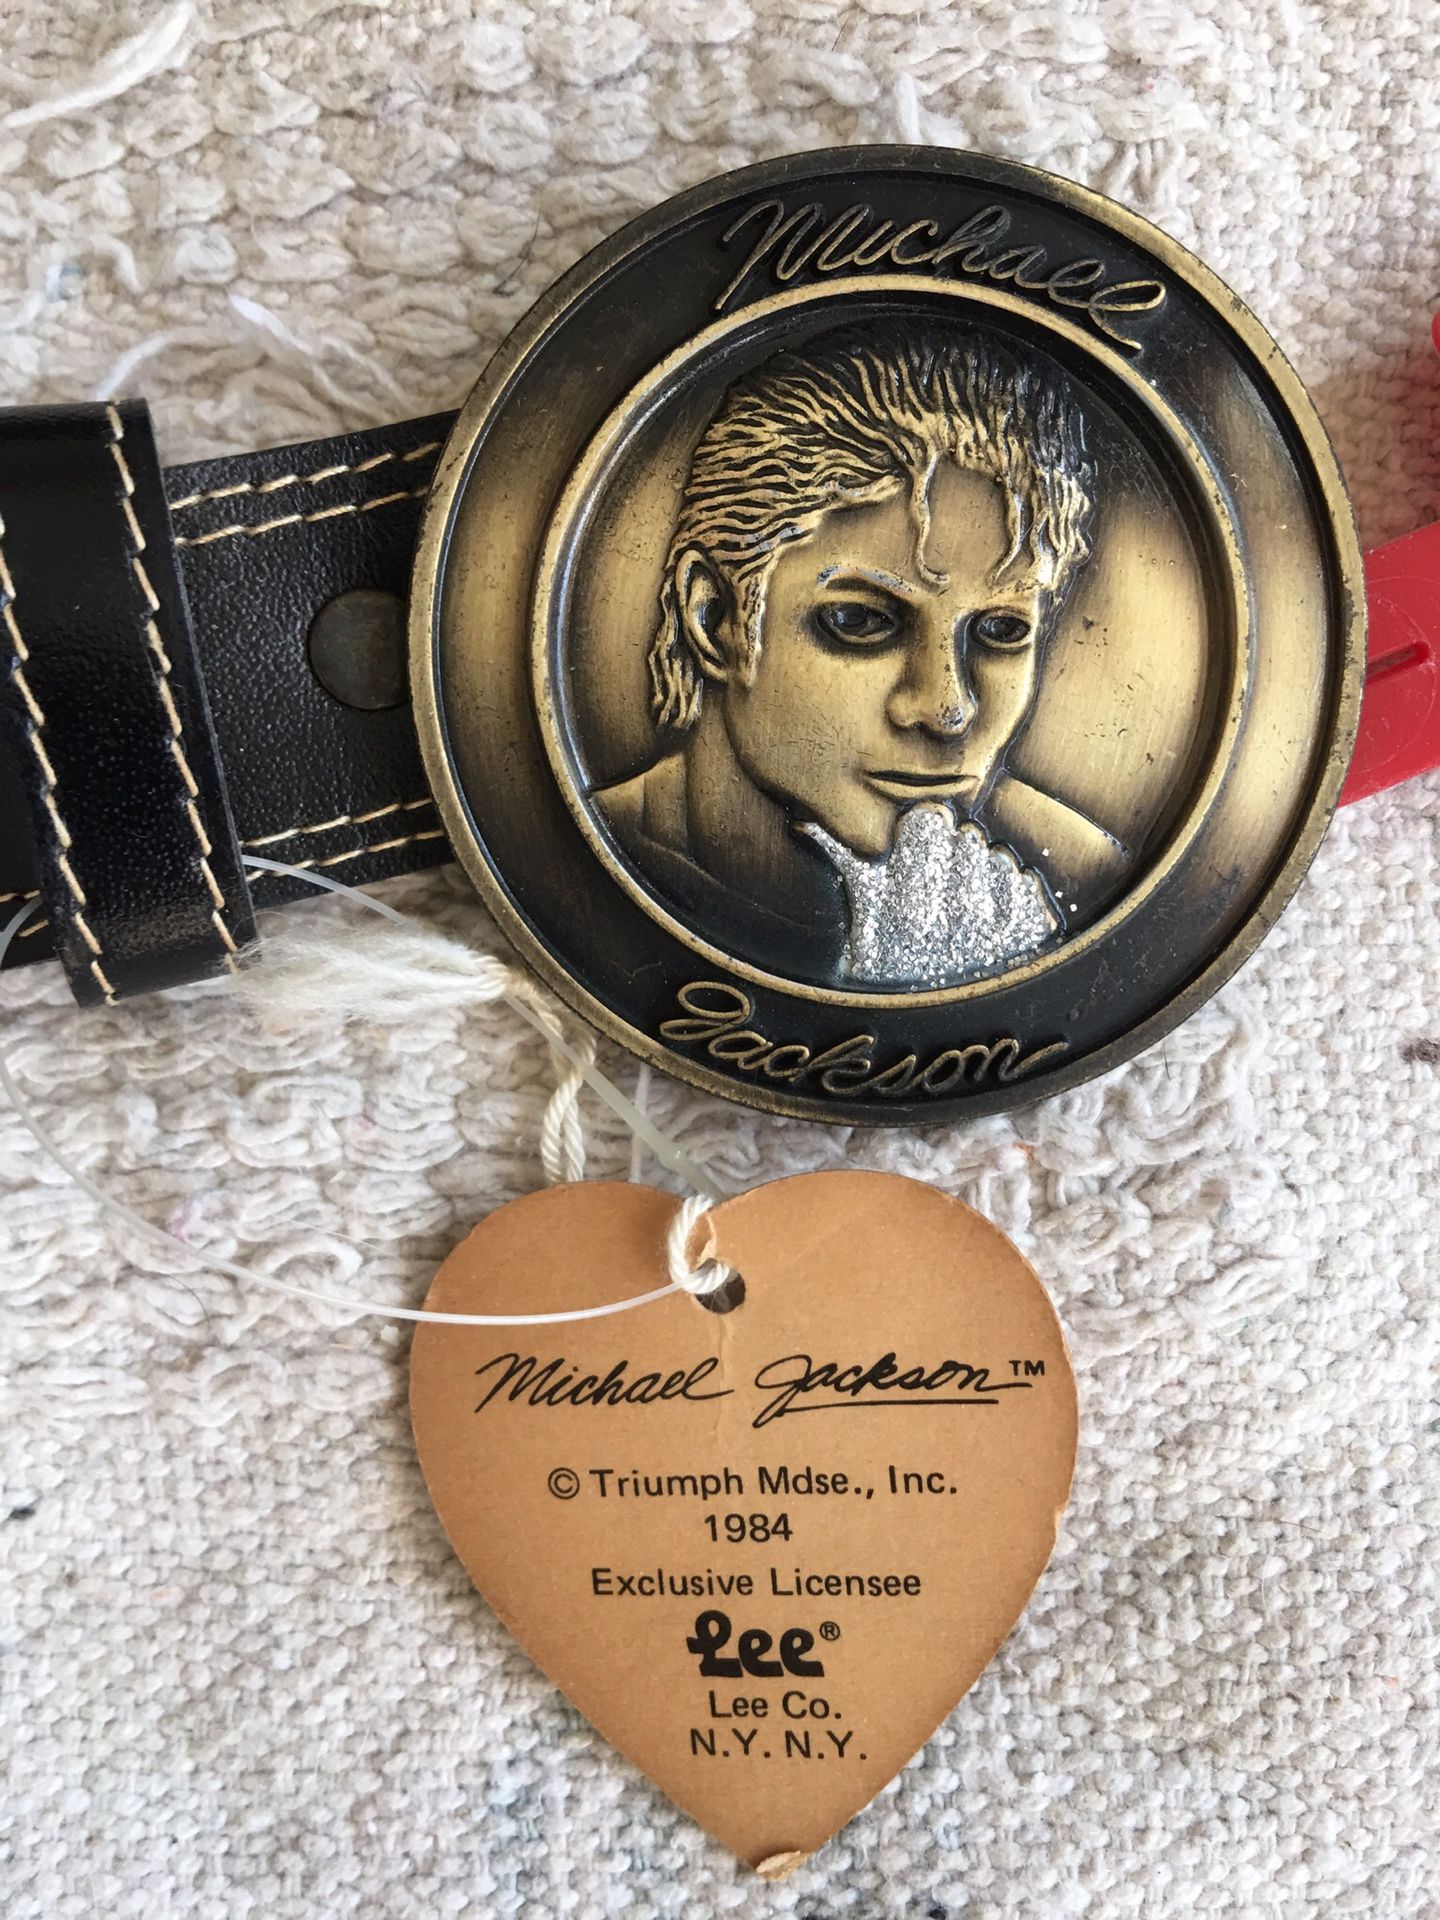 Michael
Jackson
Michael Jackson™
© Triumph Mdse., Inc.
1984
Exclusive Licensee
Lee®
Lee Co.
N.Y. N.Y.